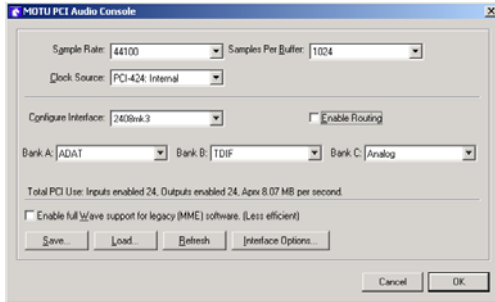 MOTU PCI Audio Console
Sample Rate: 44100 Samples Per Buffer: 1024
Clock Source: PCI-424: Internal
Configure Interface: 2408mk3 Enable Routing
Bank A: ADAT Bank B: TDIF Bank C: Analog
Total PCI Use: Inputs enabled 24, Outputs enabled 24, Aprx 8.07 MB per second.
Enable full Wave support for legacy (MME) software. (Less efficient)
Save... Load... Refresh Interface Options...
Cancel OK